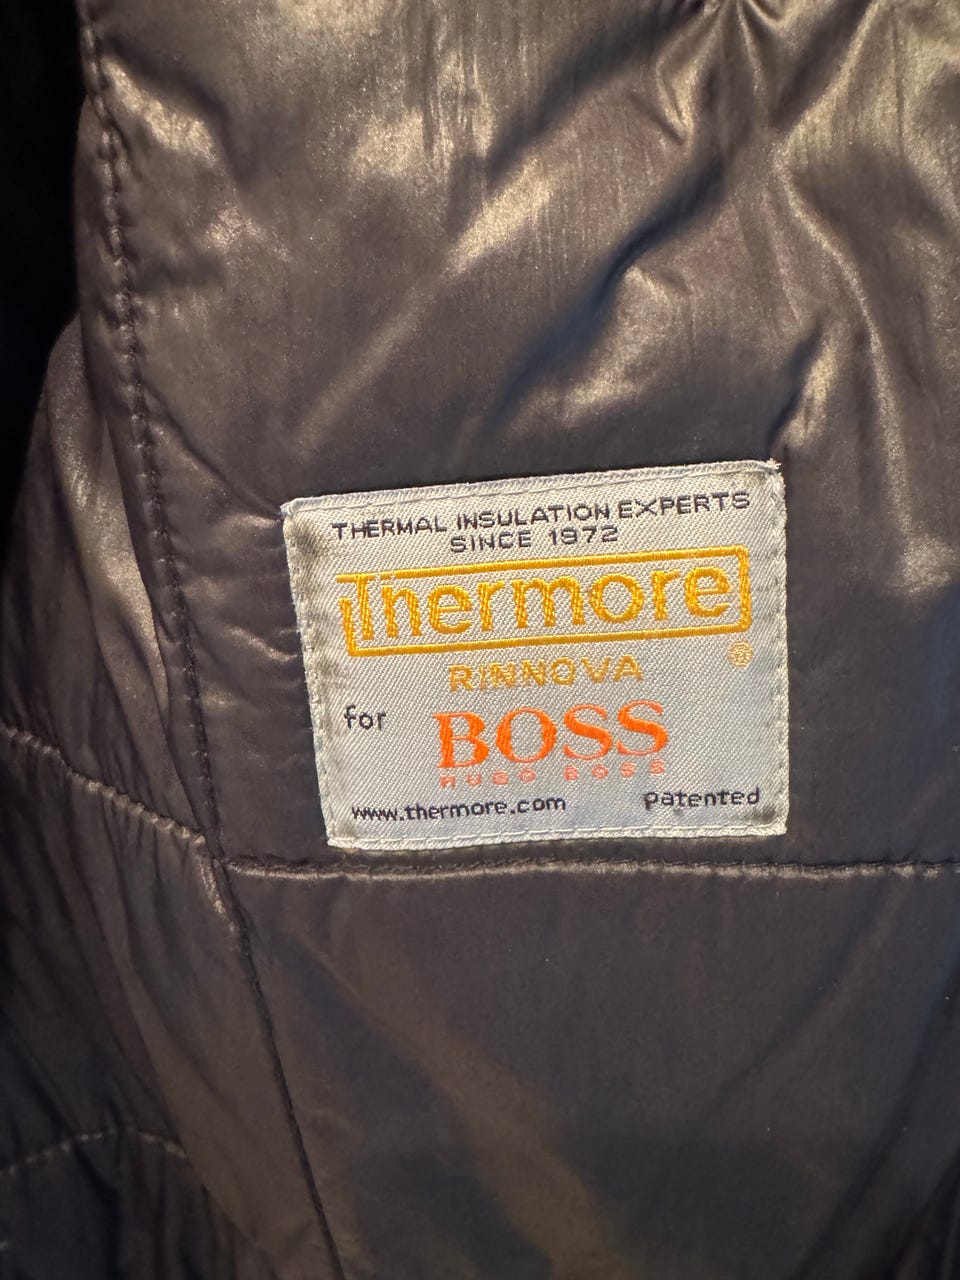 THERMAL INSULATION EXPERTS
SINCE 1972
Thermore
®
RINNOVA
for BOSS
HUGO BOSS
www.thermore.com Patented